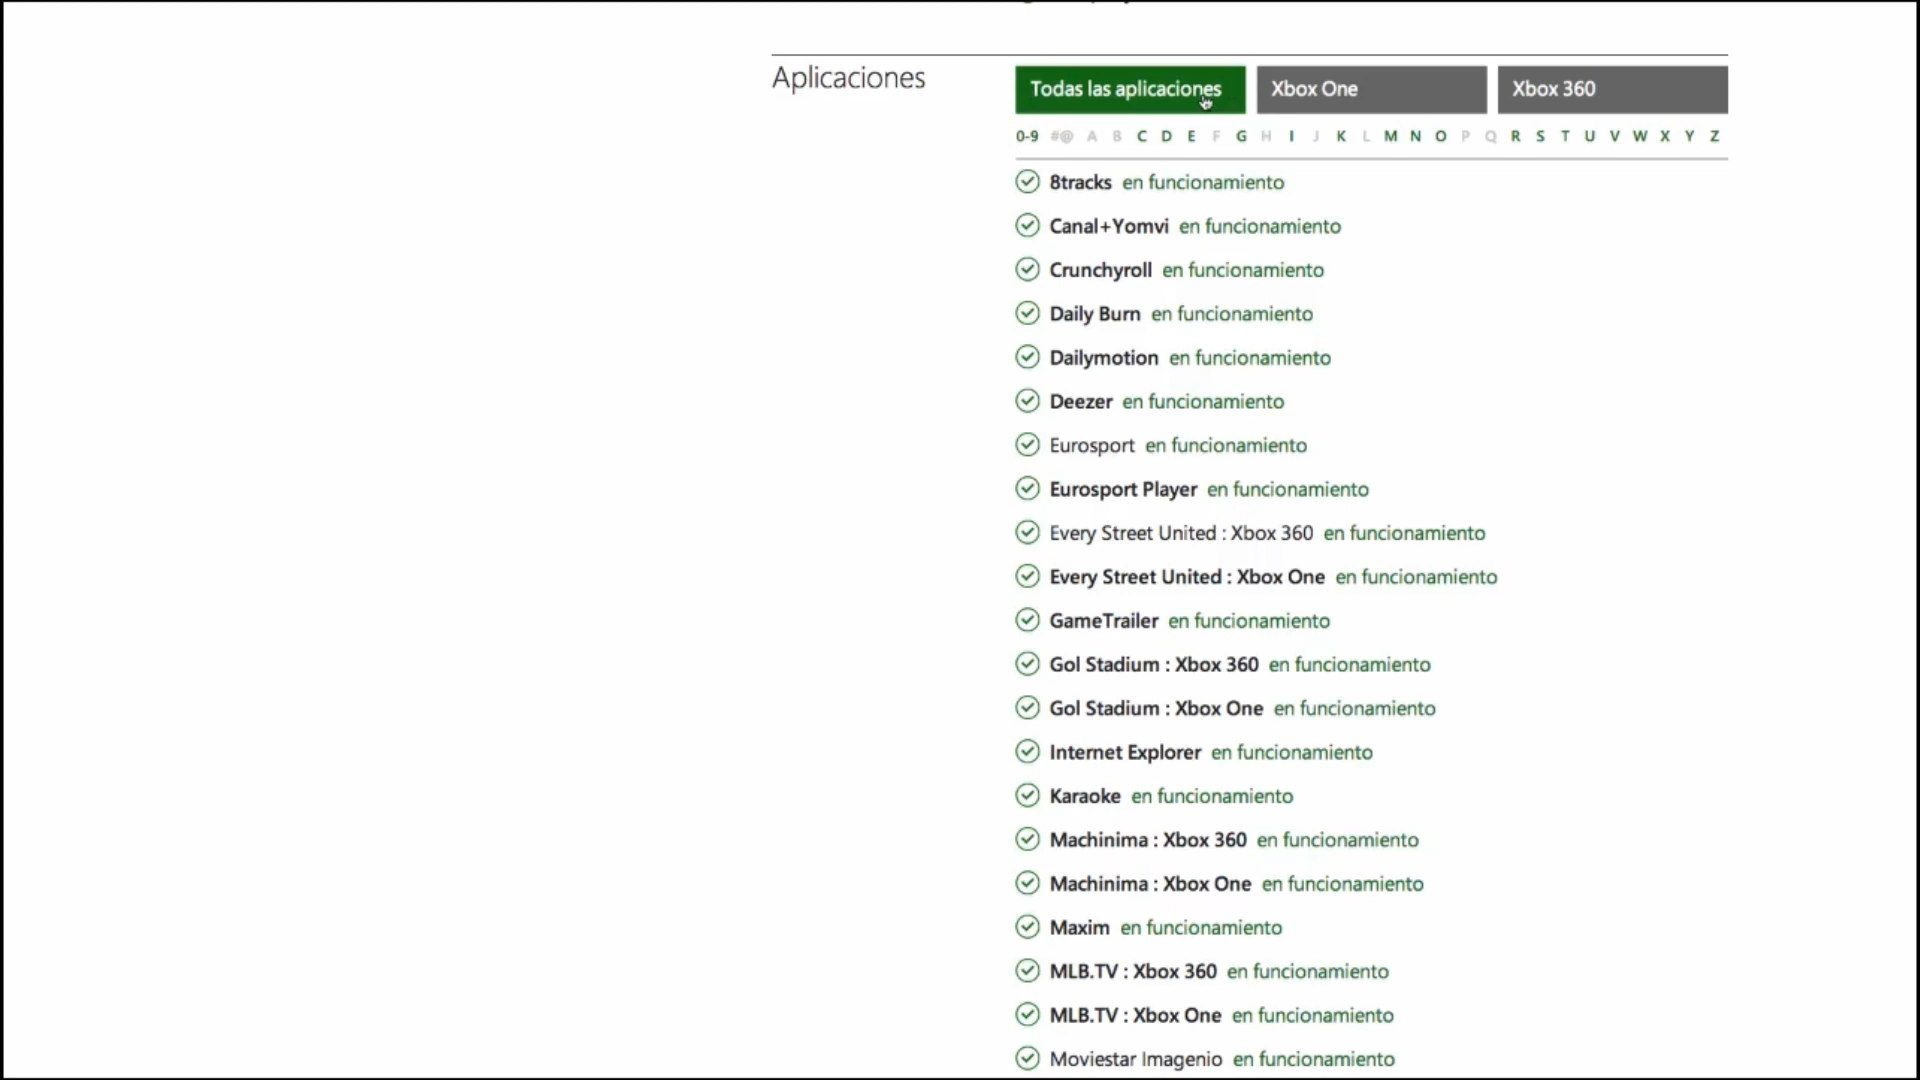 Aplicaciones
Todas las aplicaciones Xbox One Xbox 360
0-9 #@ A B C D E F G H I J K L M N O P Q R S T U V W X Y Z
8tracks en funcionamiento
Canal+Yomvi en funcionamiento
Crunchyroll en funcionamiento
Daily Burn en funcionamiento
Dailymotion en funcionamiento
Deezer en funcionamiento
Eurosport en funcionamiento
Eurosport Player en funcionamiento
Every Street United : Xbox 360 en funcionamiento
Every Street United : Xbox One en funcionamiento
GameTrailer en funcionamiento
Gol Stadium : Xbox 360 en funcionamiento
Gol Stadium : Xbox One en funcionamiento
Internet Explorer en funcionamiento
Karaoke en funcionamiento
Machinima : Xbox 360 en funcionamiento
Machinima : Xbox One en funcionamiento
Maxim en funcionamiento
MLB.TV : Xbox 360 en funcionamiento
MLB.TV : Xbox One en funcionamiento
Moviestar Imagenio en funcionamiento